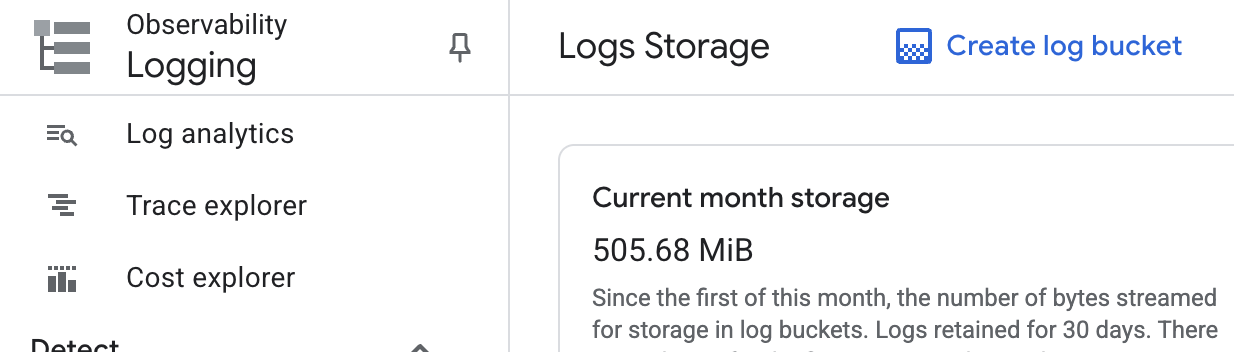 Observability
Logging
Logs Storage
Create log bucket
Log analytics
Trace explorer
Cost explorer
Detect
Current month storage
505.68 MiB
Since the first of this month, the number of bytes streamed
for storage in log buckets. Logs retained for 30 days. There